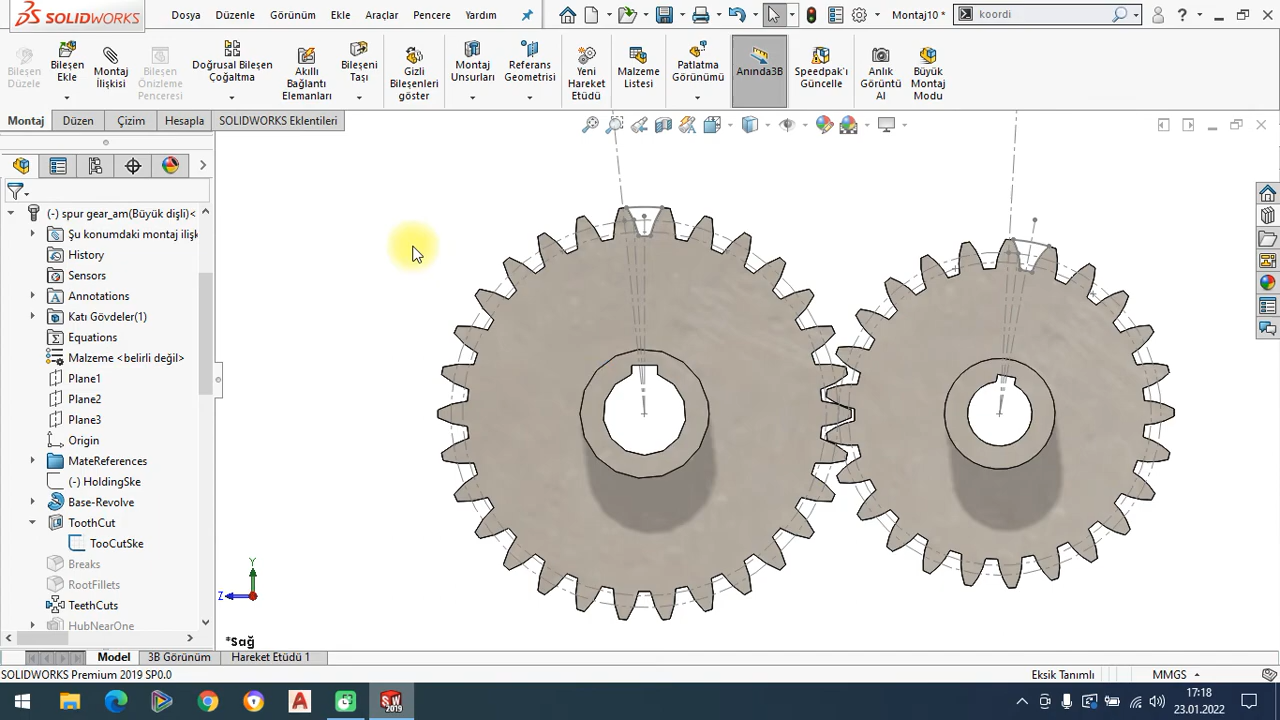 SOLIDWORKS
Dosya Düzenle Görünüm Ekle Araçlar Pencere Yardım
Montaj10 *
koordi
Bileşen Düzele
Bileşen Ekle
Montaj İlişkisi
Bileşen Önizleme Penceresi
Doğrusal Bileşen Çoğaltma
Akıllı Bağlantı Elemanları
Bileşeni Taşı
Gizli Bileşenleri göster
Montaj Unsurları
Referans Geometrisi
Yeni Hareket Etüdü
Malzeme Listesi
Patlatma Görünümü
Anında3B
Speedpak'ı Güncelle
Anlık Görüntü Al
Büyük Montaj Modu
Montaj Düzen Çizim Hesapla SOLIDWORKS Eklentileri
(-) spur gear_am(Büyük dişli)<
Şu konumdaki montaj ilişk
History
Sensors
Annotations
Katı Gövdeler(1)
Equations
Malzeme <belirli değil>
Plane1
Plane2
Plane3
Origin
MateReferences
(-) HoldingSke
Base-Revolve
ToothCut
TooCutSke
Breaks
RootFillets
TeethCuts
HubNearOne
Y
Z
*Sağ
Model 3B Görünüm Hareket Etüdü 1
SOLIDWORKS Premium 2019 SP0.0
Eksik Tanımlı
MMGS
17:18
23.01.2022